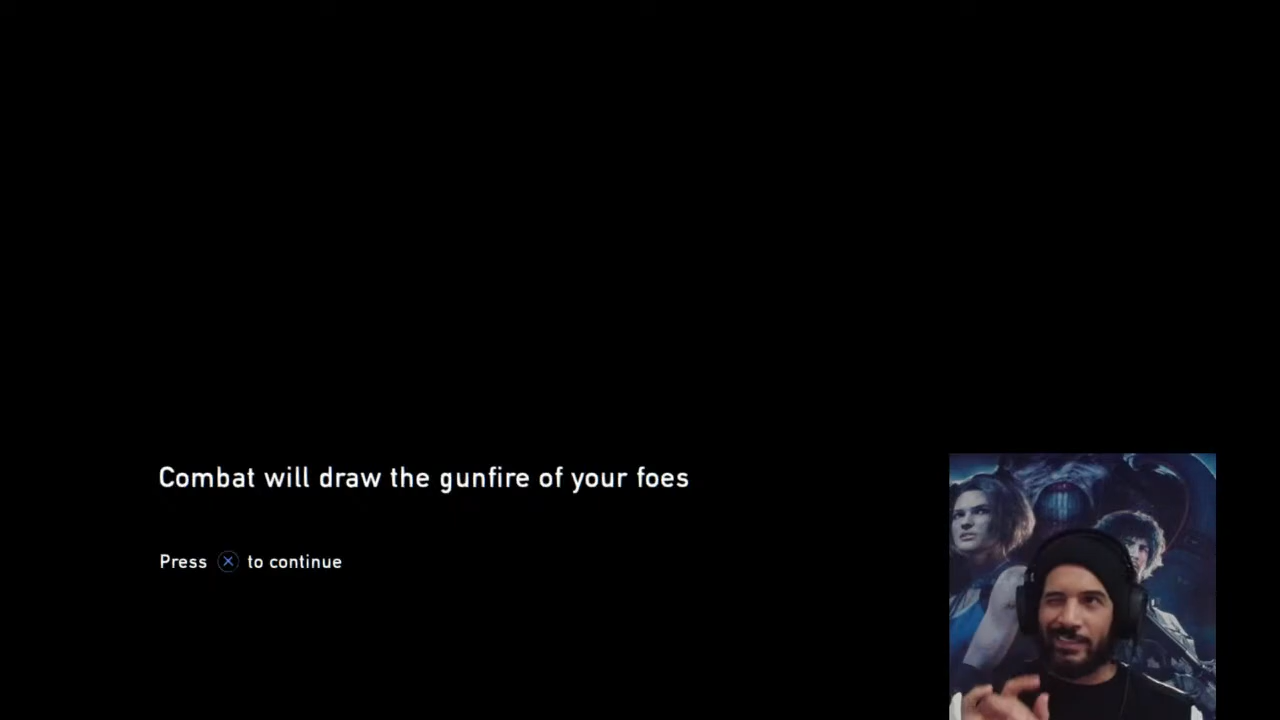 Combat will draw the gunfire of your foes
Press ⓧ to continue